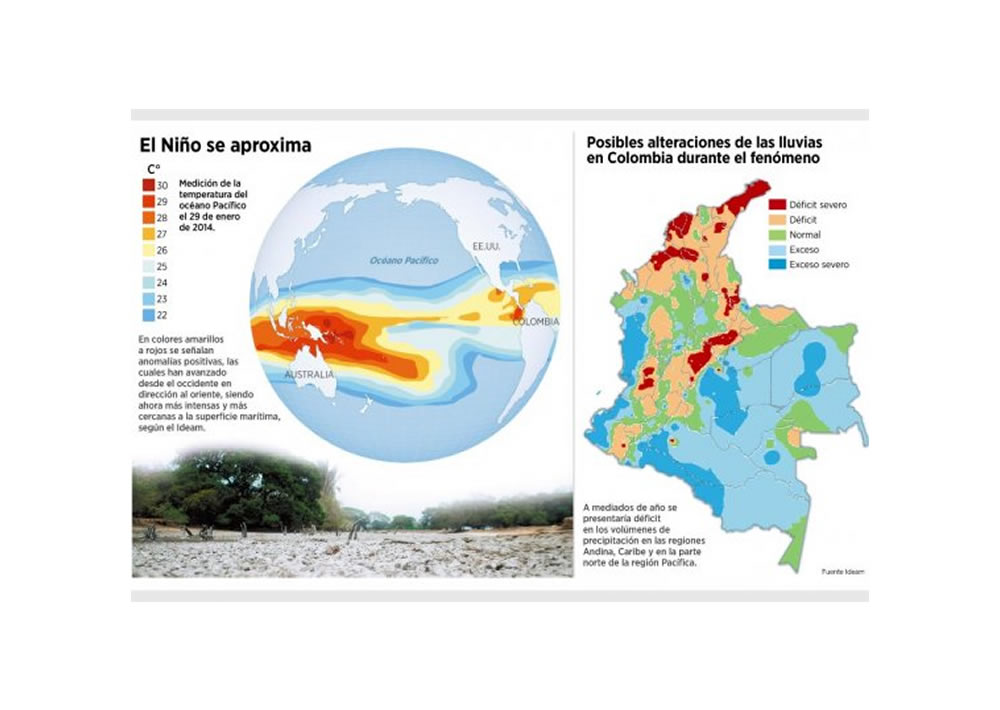 El Niño se aproxima
C°
30
29
28
27
26
25
24
23
22
Medición de la
temperatura del
océano Pacífico
el 29 de enero
de 2014.
En colores amarillos
a rojos se señalan
anomalías positivas, las
cuales han avanzado
desde el occidente en
dirección al oriente, siendo
ahora más intensas y más
cercanas a la superficie marítima,
según el Ideam.
EE.UU.
Océano Pacífico
COLOMBIA
AUSTRALIA
Posibles alteraciones de las lluvias
en Colombia durante el fenómeno
Déficit severo
Déficit
Normal
Exceso
Exceso severo
A mediados de año se
presentaría déficit
en los volúmenes de
precipitación en las regiones
Andina, Caribe y en la parte
norte de la región Pacífica.
Fuente Ideam